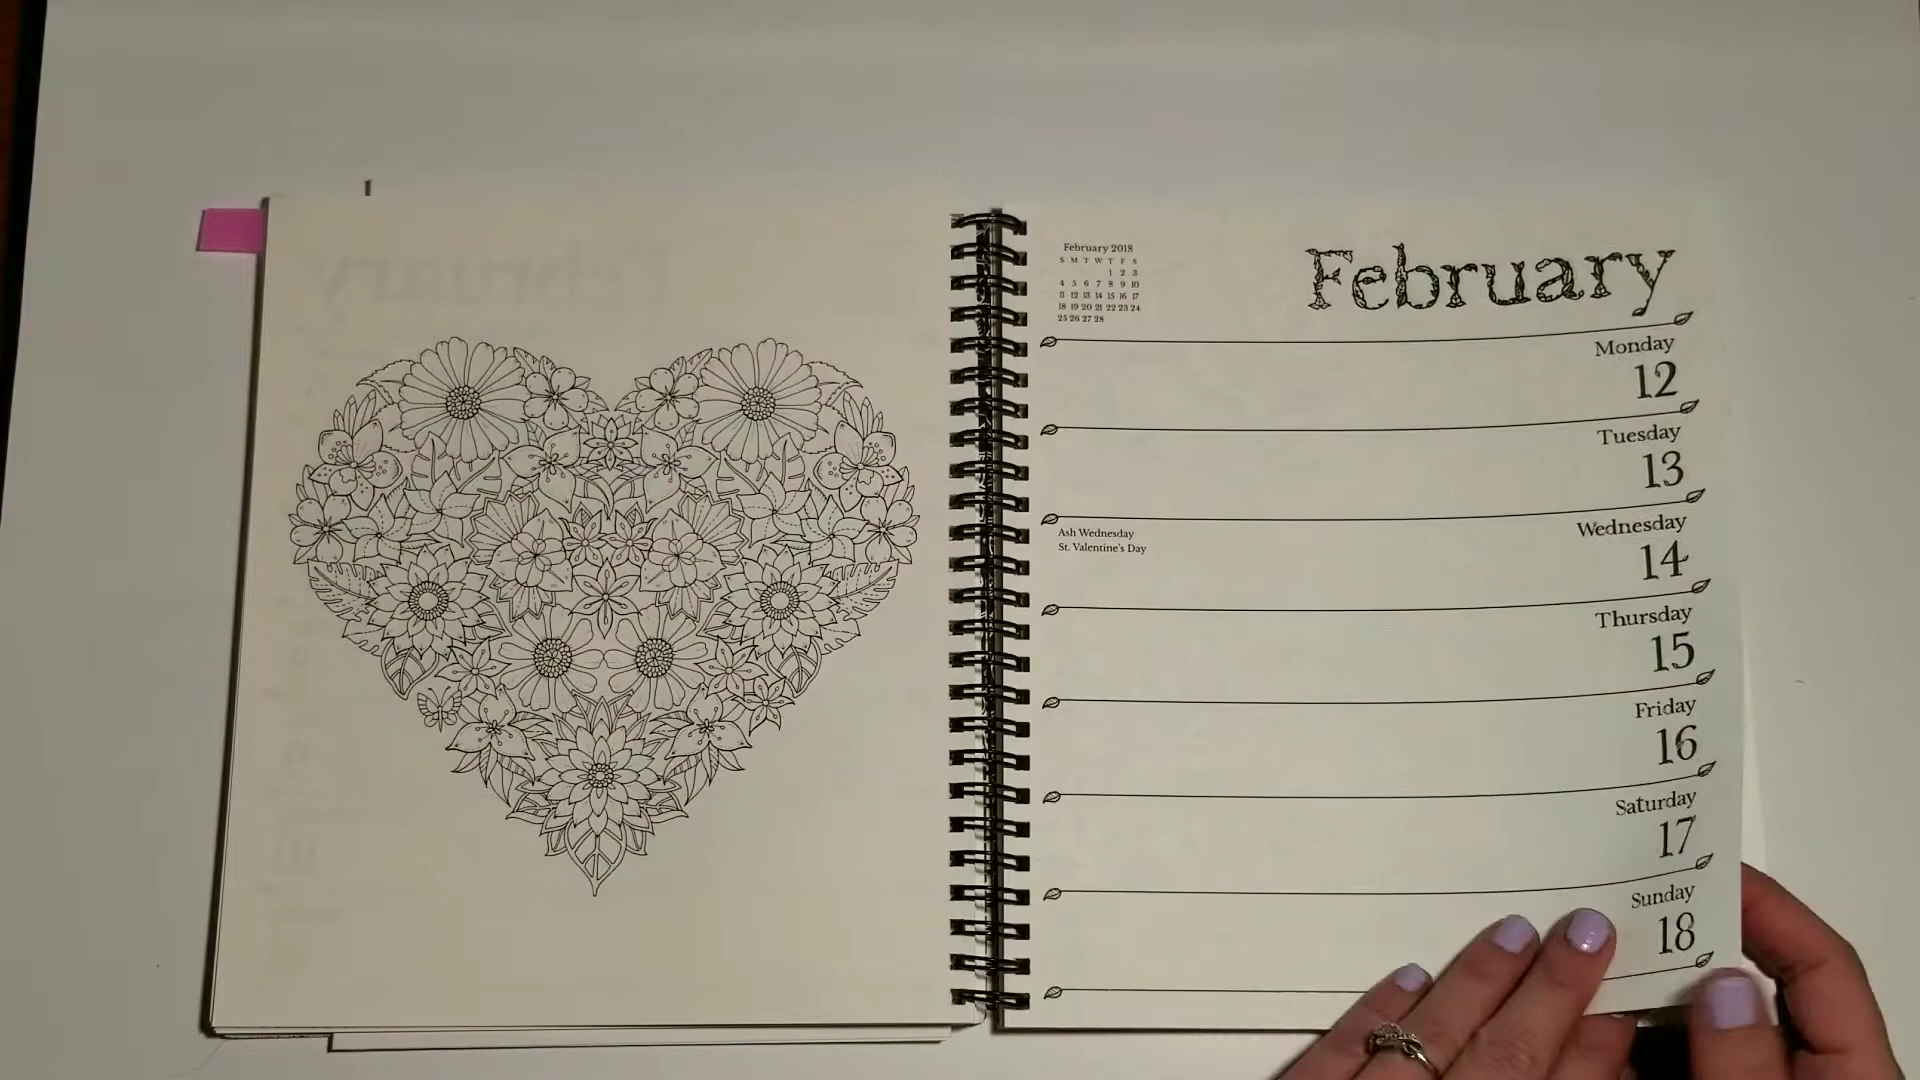 February 2018
S M T W T F S
1 2 3
4 5 6 7 8 9 10
11 12 13 14 15 16 17
18 19 20 21 22 23 24
25 26 27 28
February
Monday
12
Tuesday
13
Ash Wednesday
St. Valentine's Day
Wednesday
14
Thursday
15
Friday
16
Saturday
17
Sunday
18